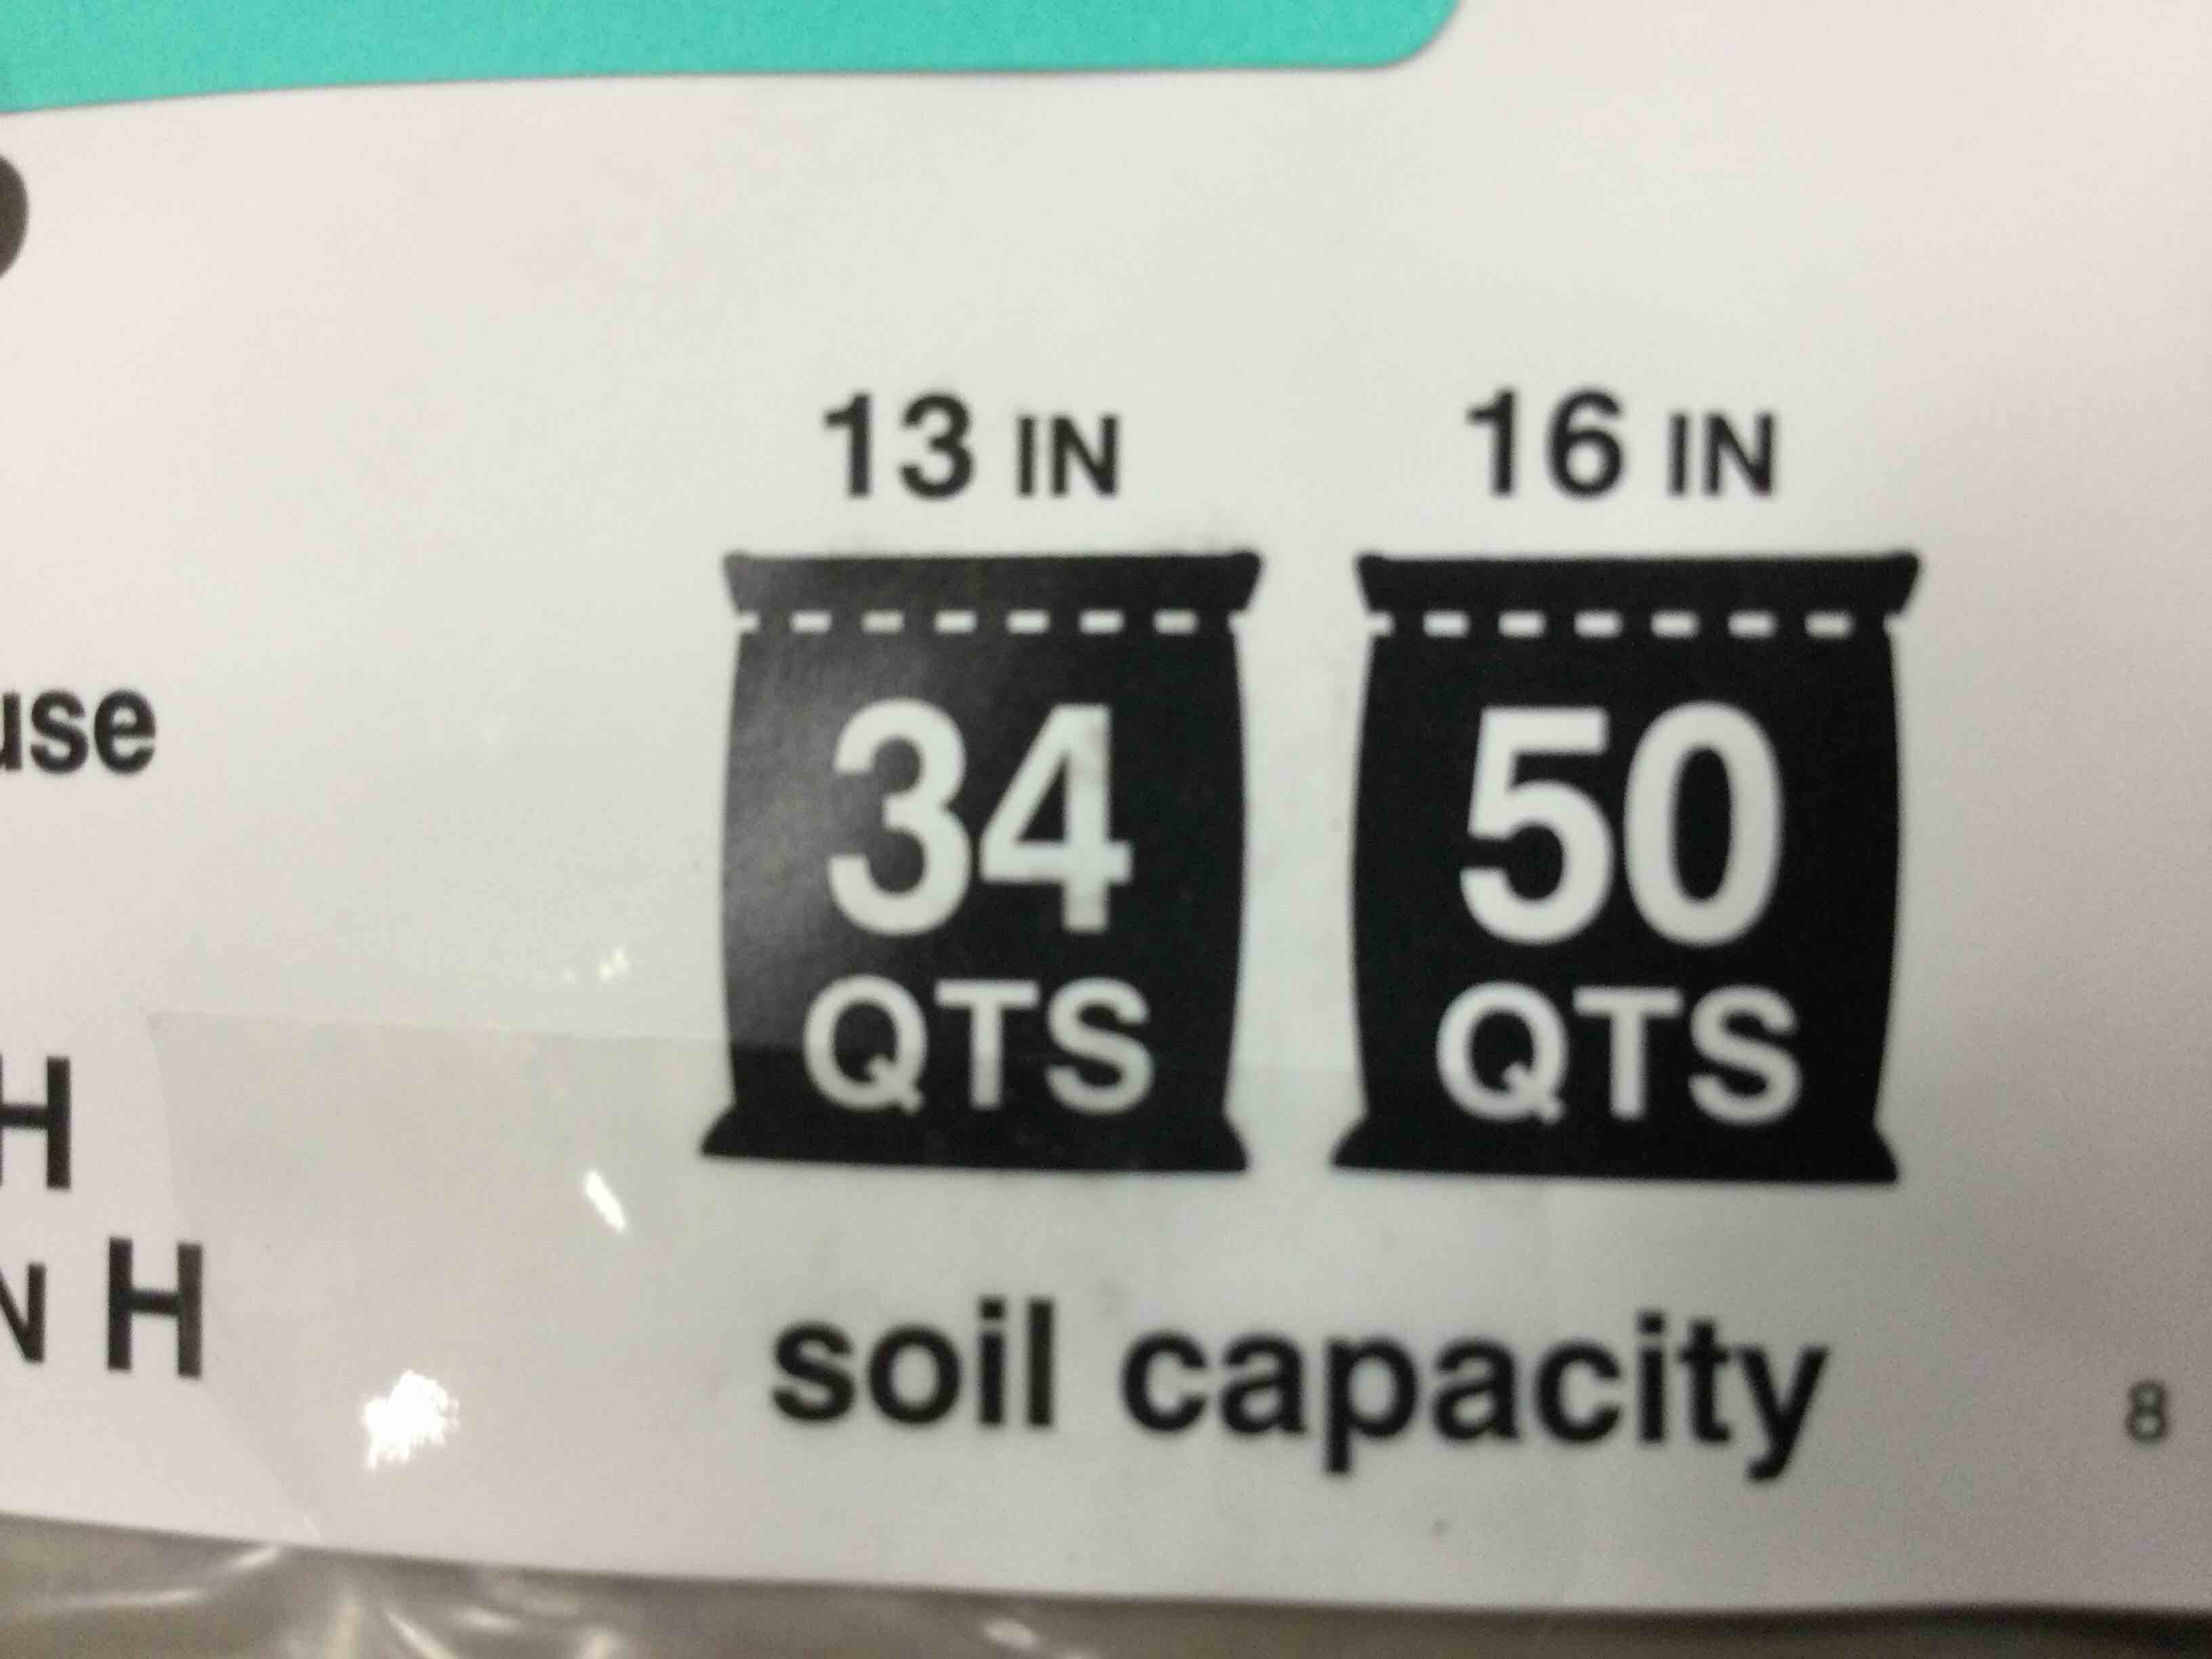 13 IN 16 IN
34 50
QTS QTS
soil capacity
use
H
N H
8